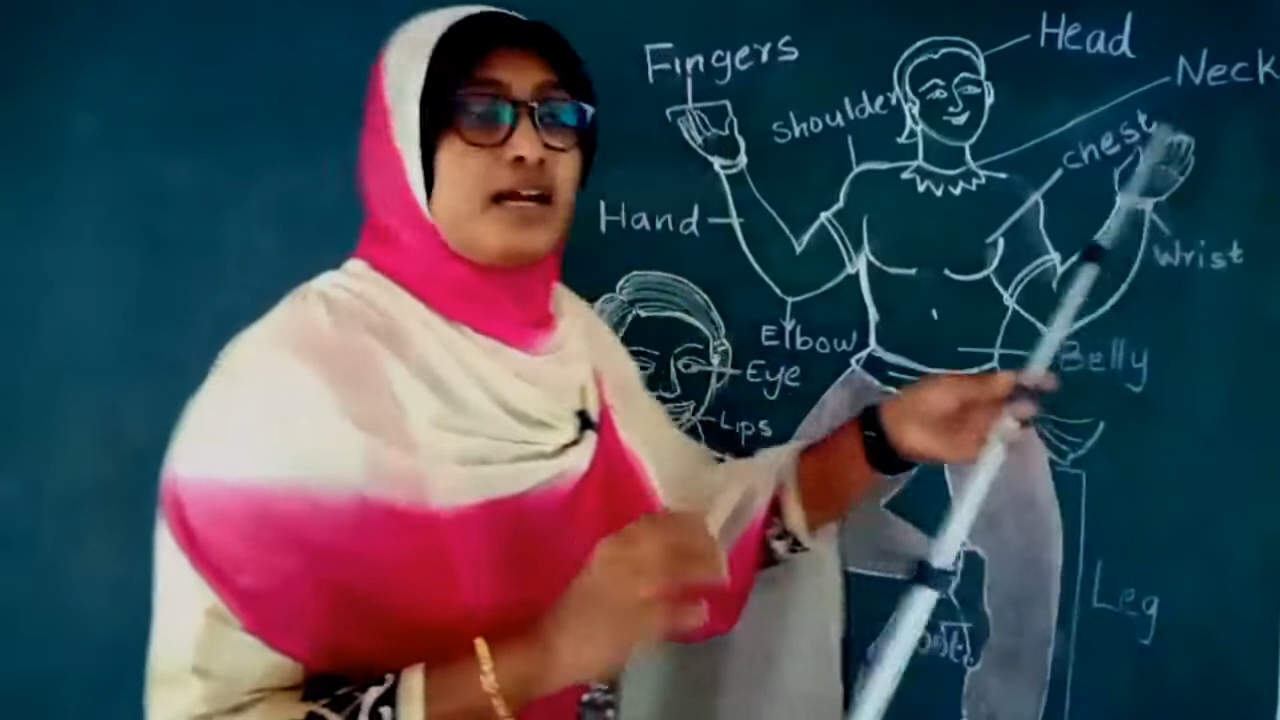 Head
Fingers
Neck
shoulder
chest
Hand
Wrist
Elbow
Belly
Eye
Lips
Leg